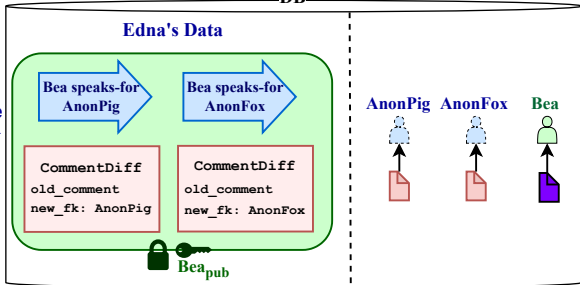 DB
Edna's Data
Bea speaks-for
AnonPig
Bea speaks-for
AnonFox
CommentDiff
old_comment
new_fk: AnonPig
CommentDiff
old_comment
new_fk: AnonFox
Bea_pub
AnonPig AnonFox Bea